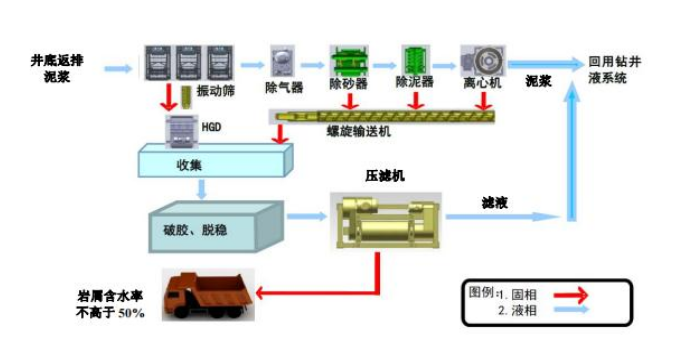 井底返排
泥浆
振动筛
除气器
除砂器
除泥器
离心机
泥浆
回用钻井
液系统
HGD
螺旋输送机
收集
压滤机
破胶、脱稳
滤液
岩屑含水率
不高于 50%
图例:1. 固相
2. 液相